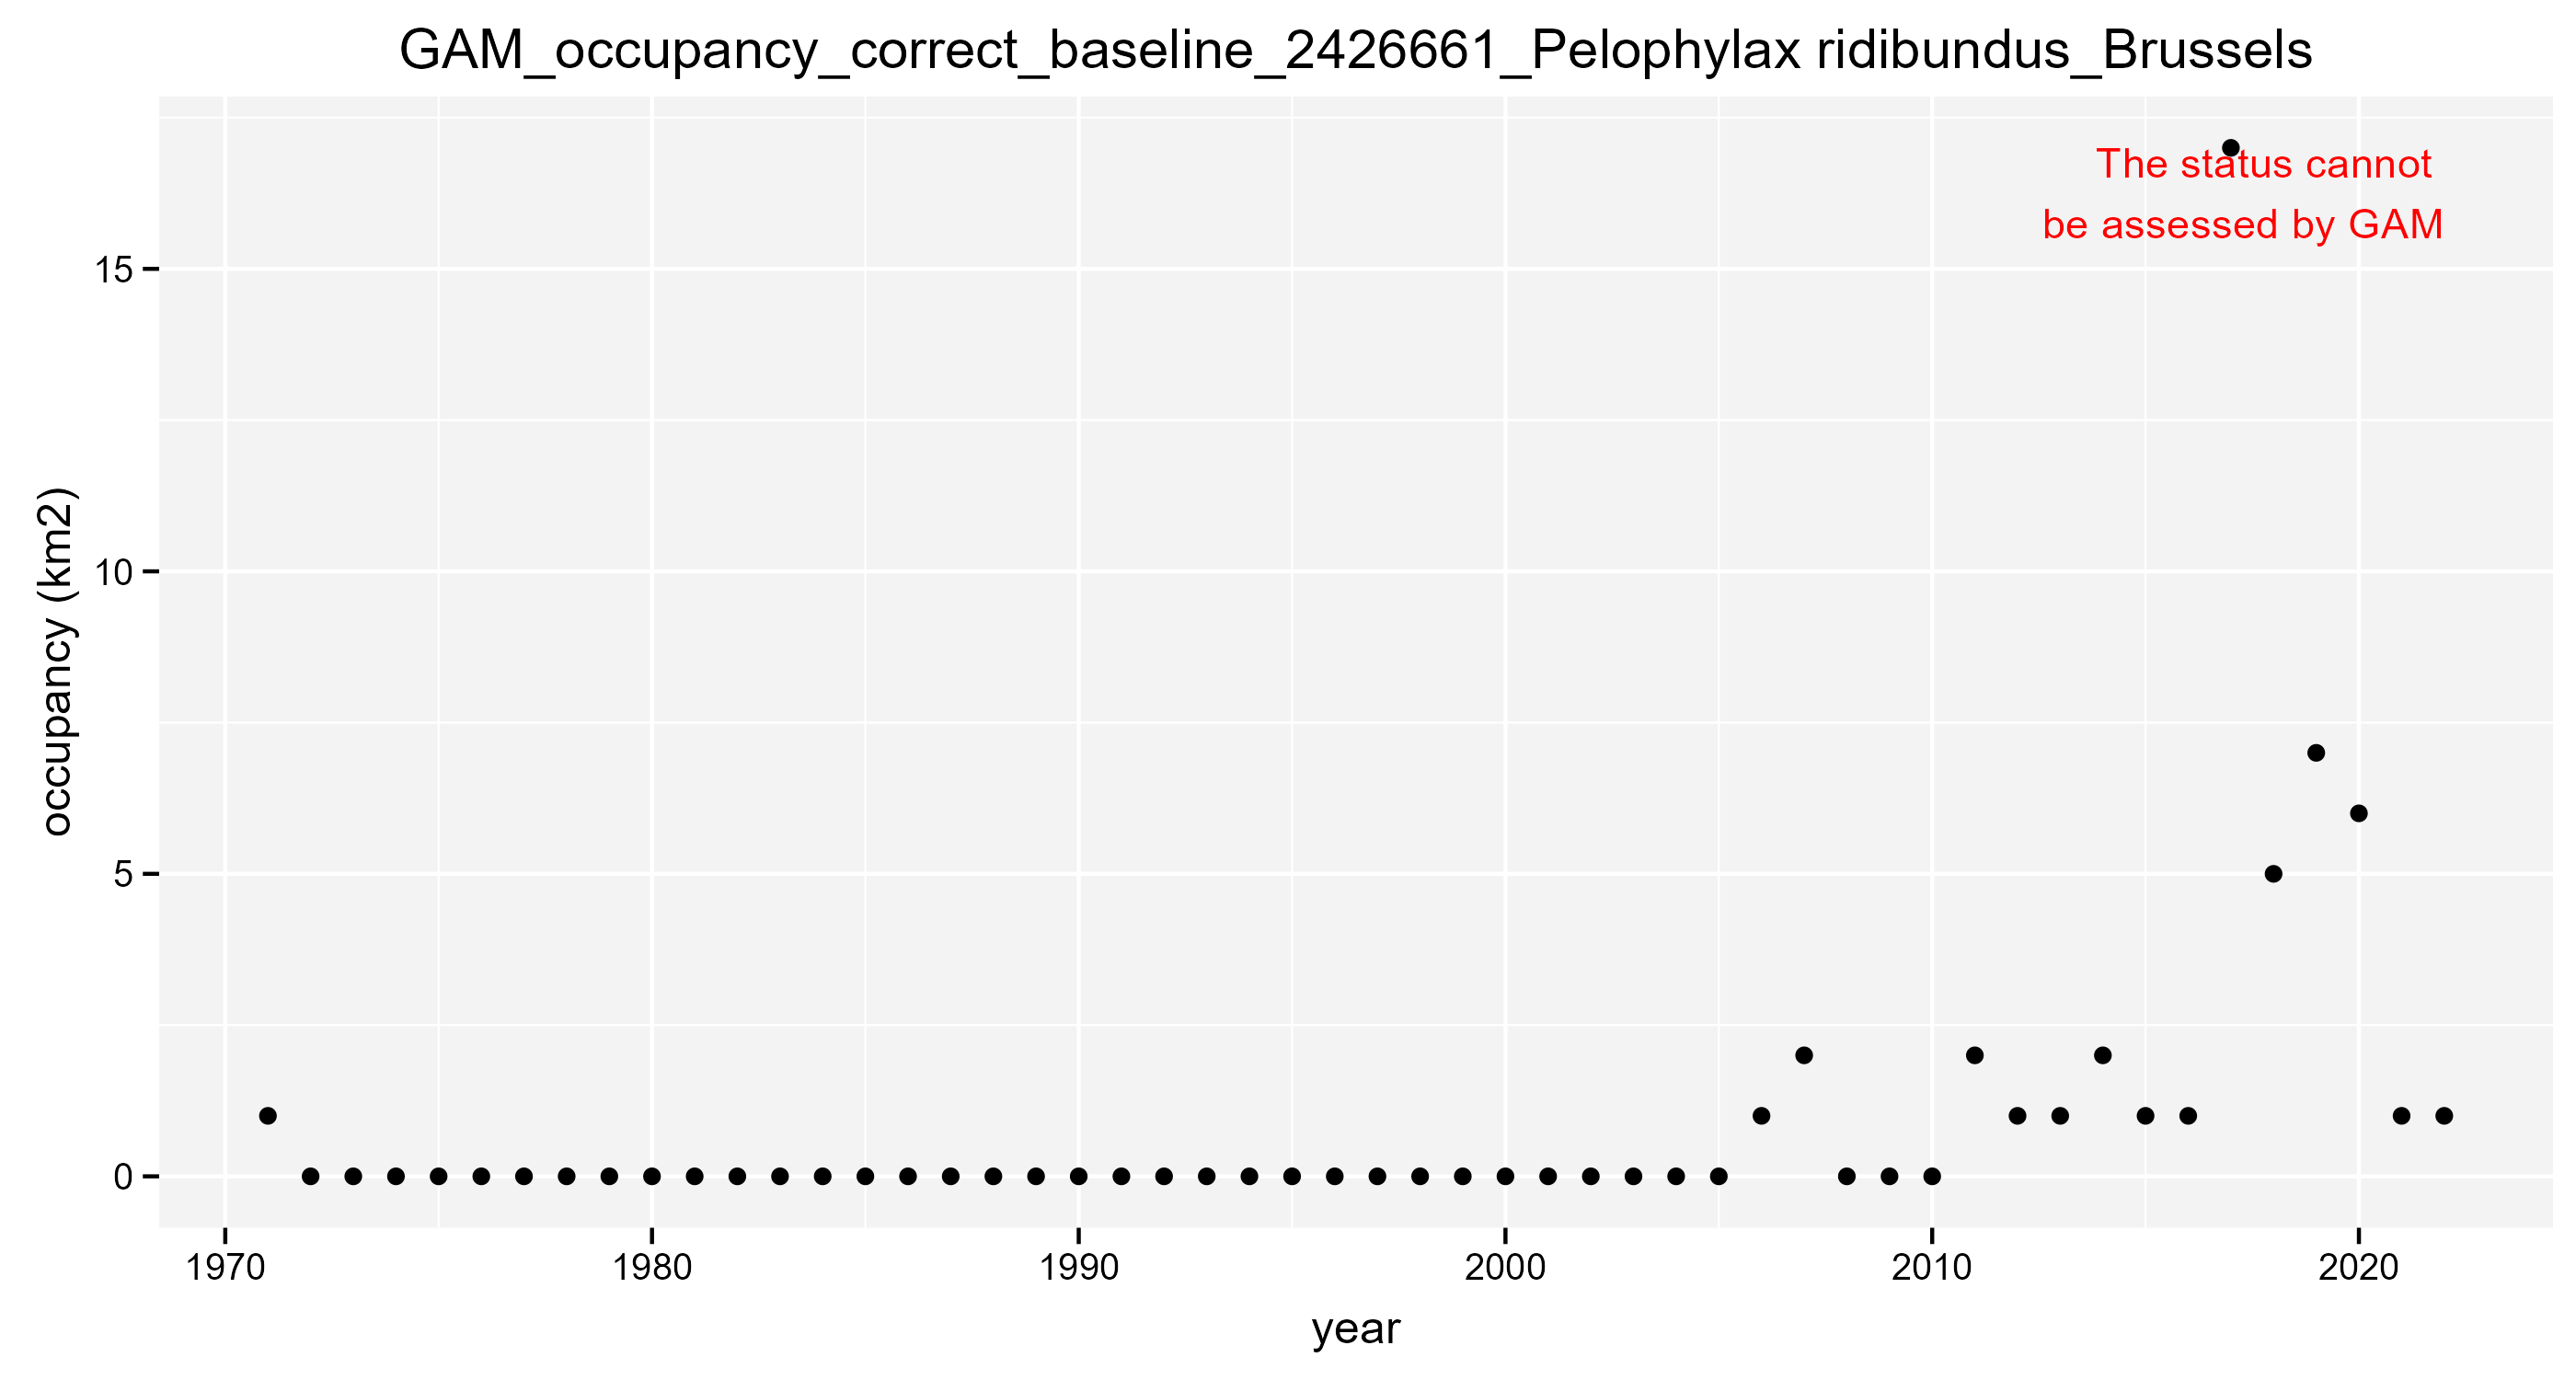 GAM_occupancy_correct_baseline_2426661_Pelophylax ridibundus_Brussels
The status cannot
be assessed by GAM
15
10
5
0
occupancy (km2)
1970 1980 1990 2000 2010 2020
year